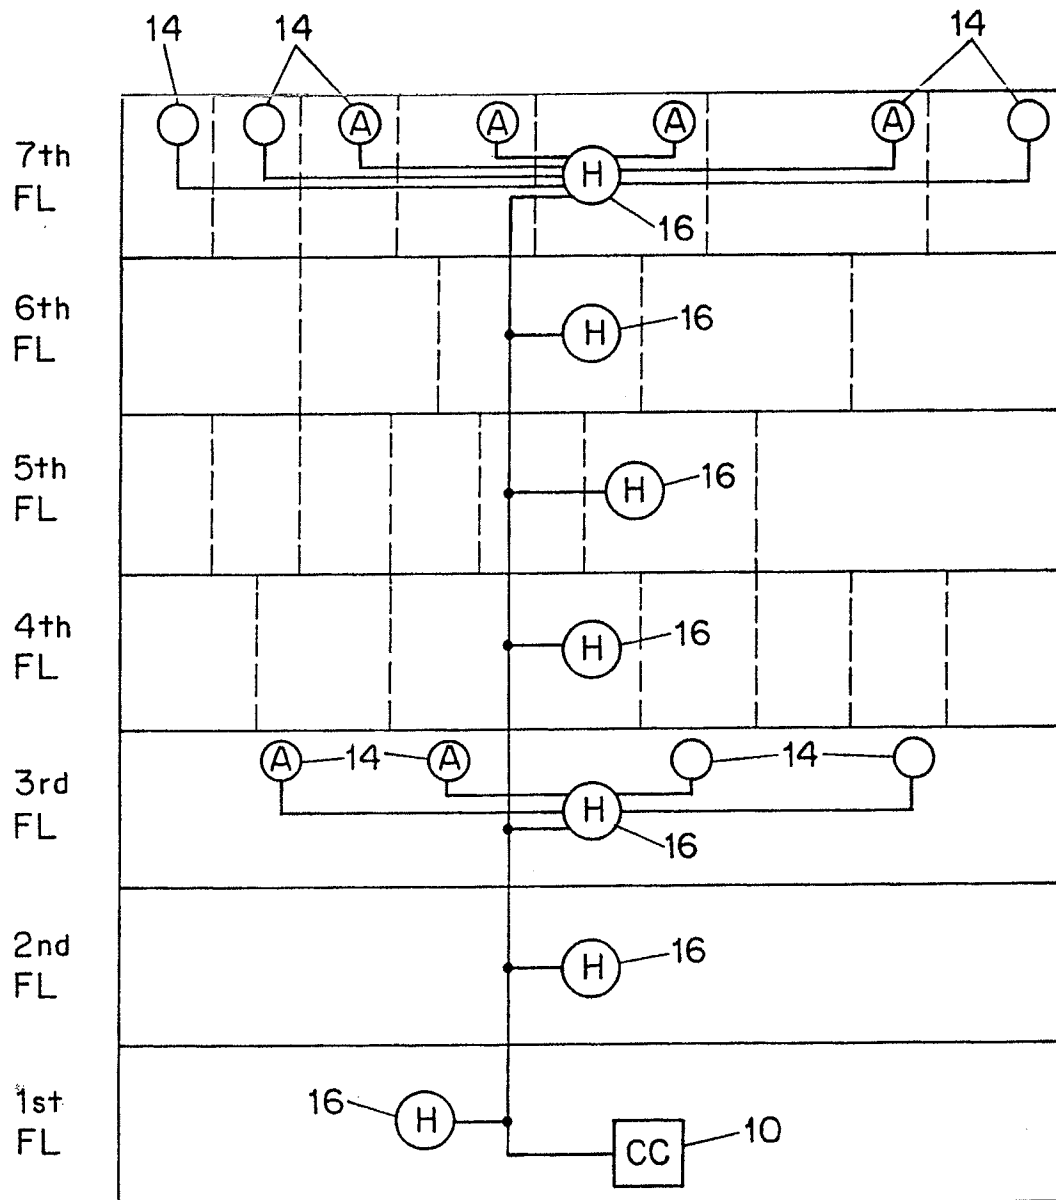 14 14 14
A A A A
7th
FL
H
16
6th
FL
H 16
5th
FL
H 16
4th
FL
H 16
A 14 A 14
3rd
FL
H
16
2nd
FL
H 16
1st
FL
16 H
CC 10